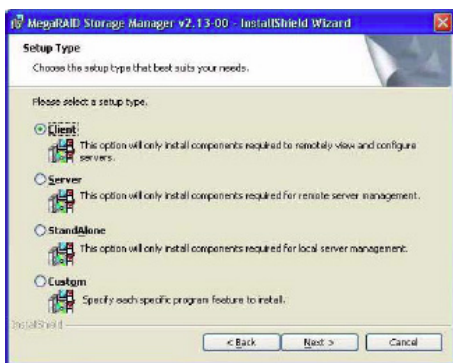 MegaRAID Storage Manager v2.13-00 - InstallShield Wizard
Setup Type
Choose the setup type that best suits your needs.
Please select a setup type.
Client
This option will only install components required to remotely view and configure
servers.
Server
This option will only install components required for remote server management.
StandAlone
This option will only install components required for local server management.
Custom
Specify each specific program feature to install.
InstallShield
< Back
Next >
Cancel